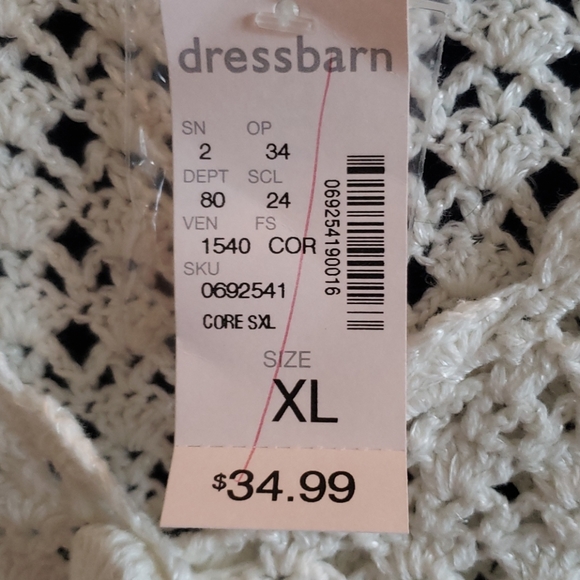 dressbarn
SN OP
2 34
DEPT SCL
80 24
VEN FS
1540 COR
SKU
0692541
CORE SXL
069254190016
SIZE
XL
$34.99